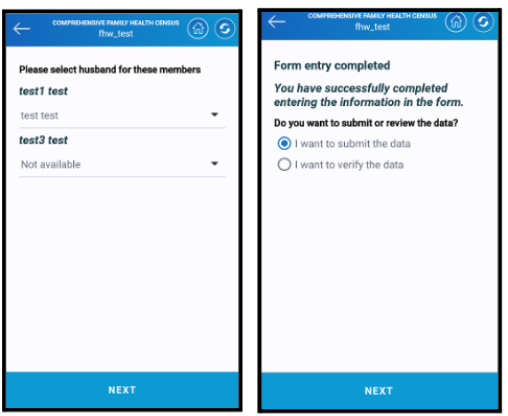 COMPREHENSIVE FAMILY HEALTH CENSUS
fhw_test
Please select husband for these members
test1 test
test test
test3 test
Not available
NEXT
COMPREHENSIVE FAMILY HEALTH CENSUS
fhw_test
Form entry completed
You have successfully completed
entering the information in the form.
Do you want to submit or review the data?
I want to submit the data
I want to verify the data
NEXT